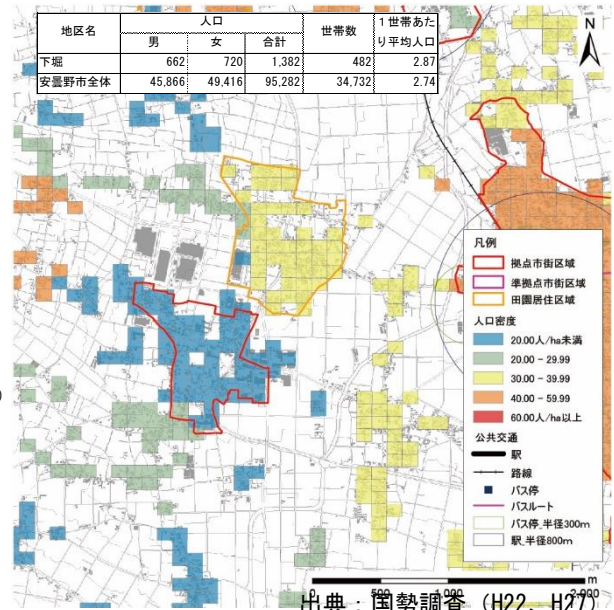 地区名 人口 世帯数 1世帯あたり平均人口
男 女 合計
下堀 662 720 1,382 482 2.87
安曇野市全体 45,866 49,416 95,282 34,732 2.74
N
凡例
拠点市街区域
準拠点市街区域
田園居住区域
人口密度
20.00人/ha未満
20.00 - 29.99
30.00 - 39.99
40.00 - 59.99
60.00人/ha以上
公共交通
駅
路線
バス停
バスルート
バス停_半径300m
駅_半径800m
m
0 500 1,000 2,000
出典:国勢調査(H22、H27)